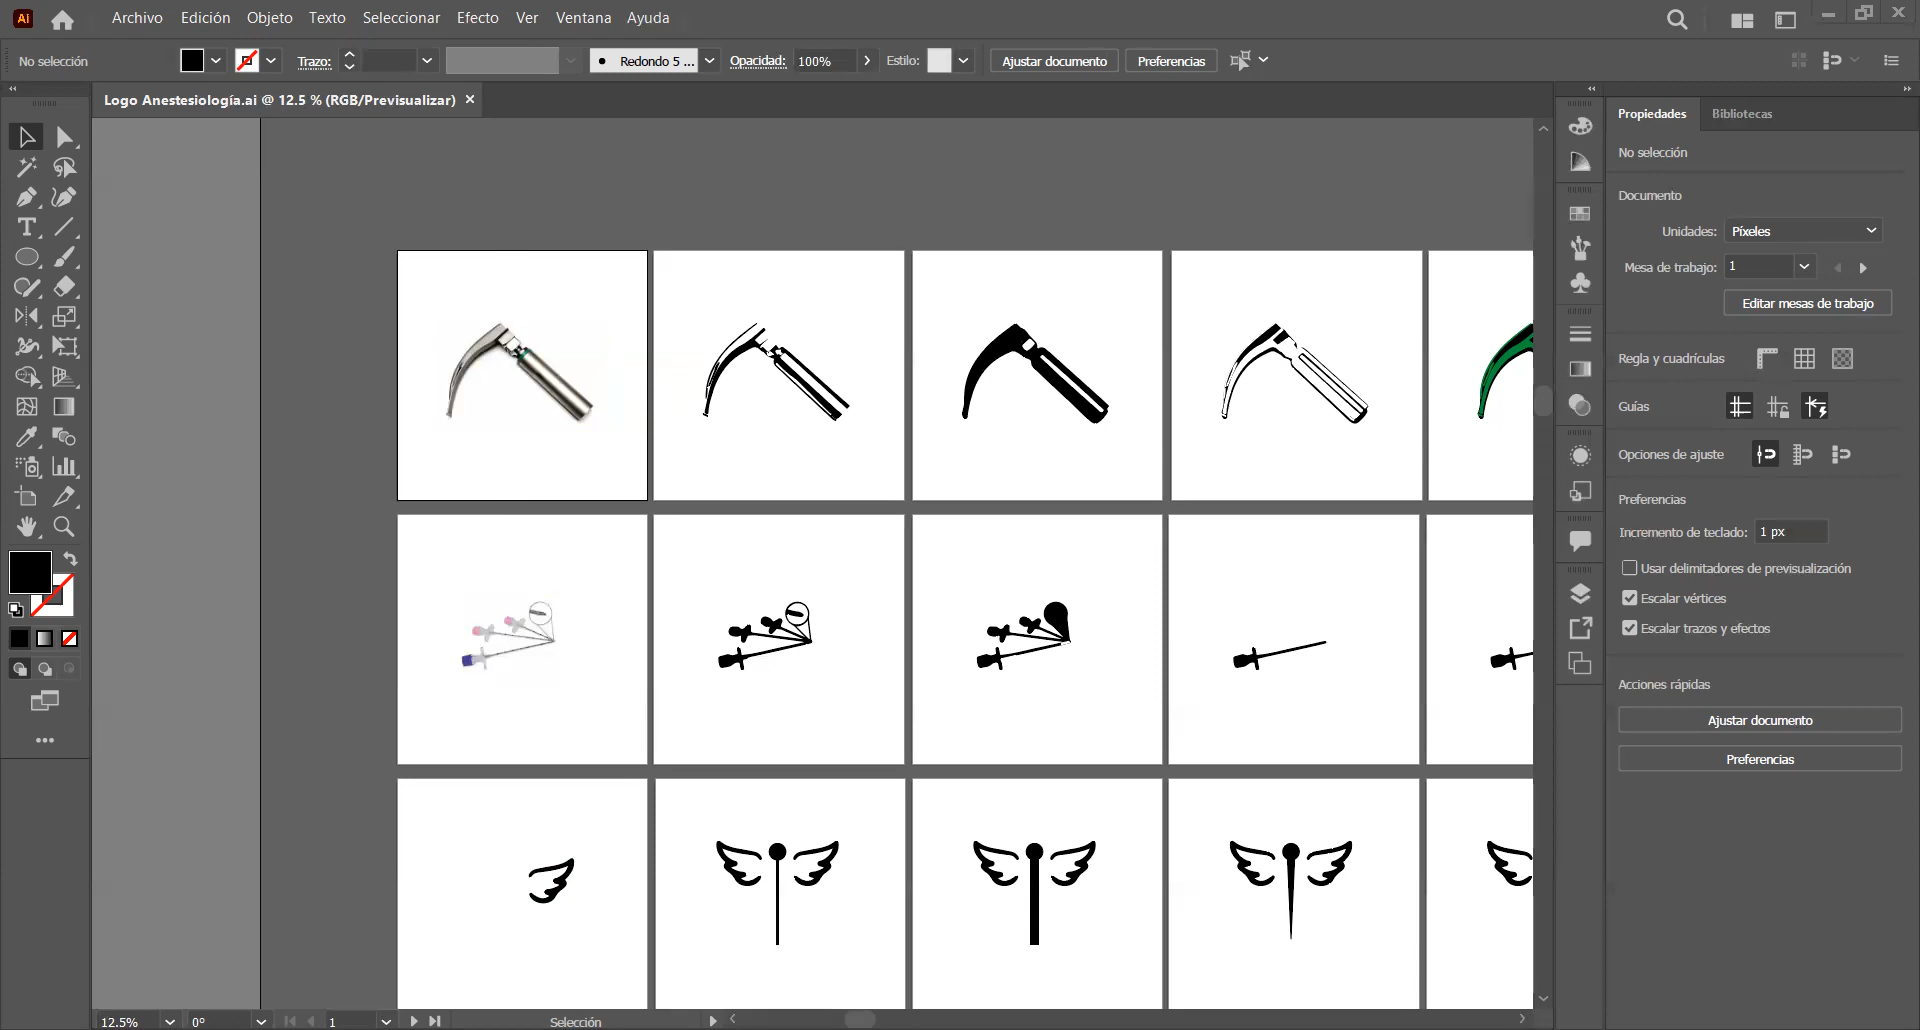 Ai Archivo Edición Objeto Texto Seleccionar Efecto Ver Ventana Ayuda
No selección Trazo: Redondo 5 ... Opacidad: 100% Estilo: Ajustar documento Preferencias
Logo Anestesiología.ai @ 12.5 % (RGB/Previsualizar)
Propiedades Bibliotecas
No selección
Documento
Unidades: Píxeles
Mesa de trabajo: 1
Editar mesas de trabajo
Regla y cuadrículas
Guías
Opciones de ajuste
Preferencias
Incremento de teclado: 1 px
Usar delimitadores de previsualización
Escalar vértices
Escalar trazos y efectos
Acciones rápidas
Ajustar documento
Preferencias
12.5% 0° 1 Selección